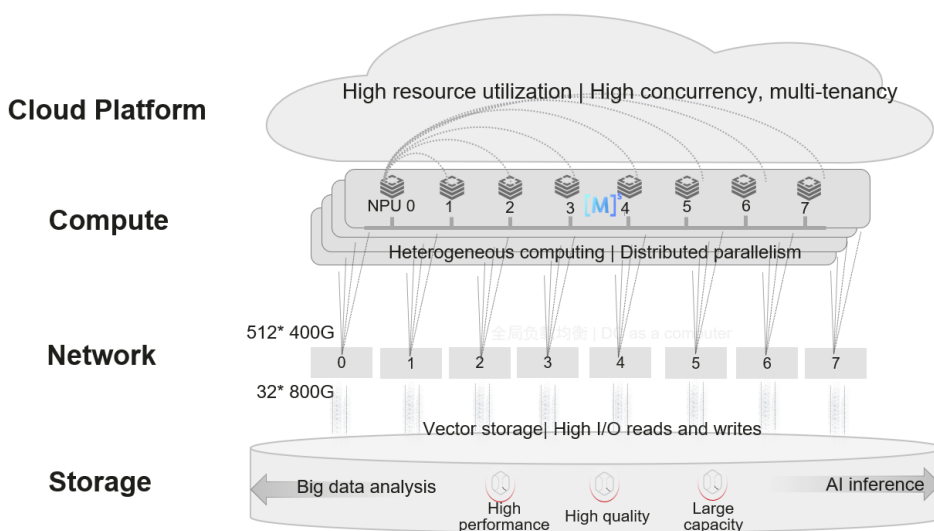 Cloud Platform
High resource utilization | High concurrency, multi-tenancy
Compute
NPU 0 1 2 3 [M]³ 4 5 6 7
Heterogeneous computing | Distributed parallelism
512* 400G
全局负载均衡 | DC as a computer
Network
0 1 2 3 4 5 6 7
32* 800G
Vector storage| High I/O reads and writes
Storage
Big data analysis
AI inference
High
performance
High quality
Large
capacity